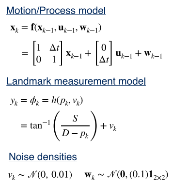 Motion/Process model
x_k = f(x_{k-1}, u_{k-1}, w_{k-1})
= [1 Δt; 0 1] x_{k-1} + [0; Δt] u_{k-1} + w_{k-1}
Landmark measurement model
y_k = ϕ_k = h(p_k, v_k)
= tan^{-1} (S / (D − p_k)) + v_k
Noise densities
v_k ~ 𝒩(0, 0.01) w_k ~ 𝒩(0, (0.1)1_{2×2})